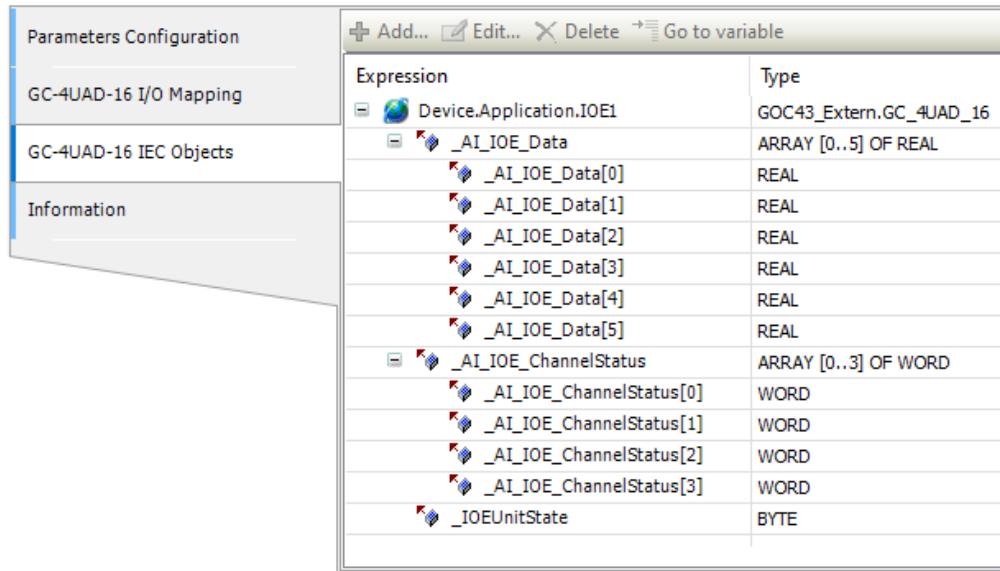 Parameters Configuration
GC-4UAD-16 I/O Mapping
GC-4UAD-16 IEC Objects
Information
Add... Edit... Delete Go to variable
Expression Type
Device.Application.IOE1 GOC43_Extern.GC_4UAD_16
_AI_IOE_Data ARRAY [0..5] OF REAL
_AI_IOE_Data[0] REAL
_AI_IOE_Data[1] REAL
_AI_IOE_Data[2] REAL
_AI_IOE_Data[3] REAL
_AI_IOE_Data[4] REAL
_AI_IOE_Data[5] REAL
_AI_IOE_ChannelStatus ARRAY [0..3] OF WORD
_AI_IOE_ChannelStatus[0] WORD
_AI_IOE_ChannelStatus[1] WORD
_AI_IOE_ChannelStatus[2] WORD
_AI_IOE_ChannelStatus[3] WORD
_IOEUnitState BYTE